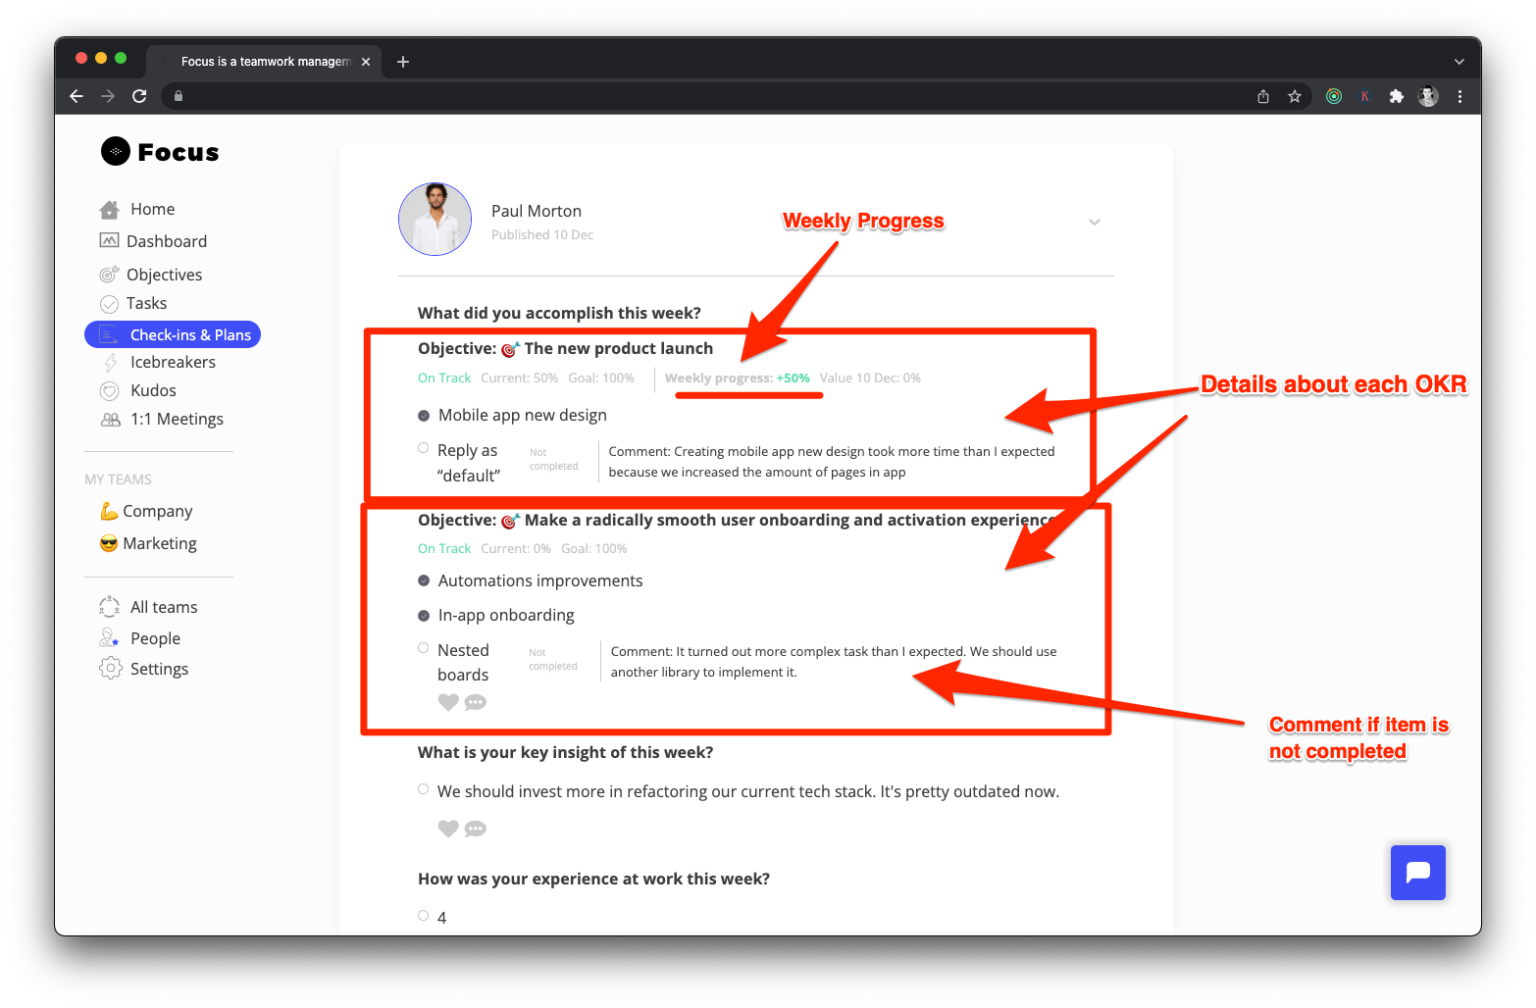 Focus is a teamwork managem
K
Focus
Home
Dashboard
Objectives
Tasks
Check-ins & Plans
Icebreakers
Kudos
1:1 Meetings
MY TEAMS
Company
Marketing
All teams
People
Settings
Paul Morton
Published 10 Dec
Weekly Progress
What did you accomplish this week?
Objective: 🎯 The new product launch
On Track Current: 50% Goal: 100% Weekly progress: +50% Value 10 Dec: 0%
Details about each OKR
Mobile app new design
Reply as
“default”
Not
completed
Comment: Creating mobile app new design took more time than I expected
because we increased the amount of pages in app
Objective: 🎯 Make a radically smooth user onboarding and activation experience
On Track Current: 0% Goal: 100%
Automations improvements
In-app onboarding
Nested
boards
Not
completed
Comment: It turned out more complex task than I expected. We should use
another library to implement it.
Comment if item is
not completed
What is your key insight of this week?
We should invest more in refactoring our current tech stack. It's pretty outdated now.
How was your experience at work this week?
4